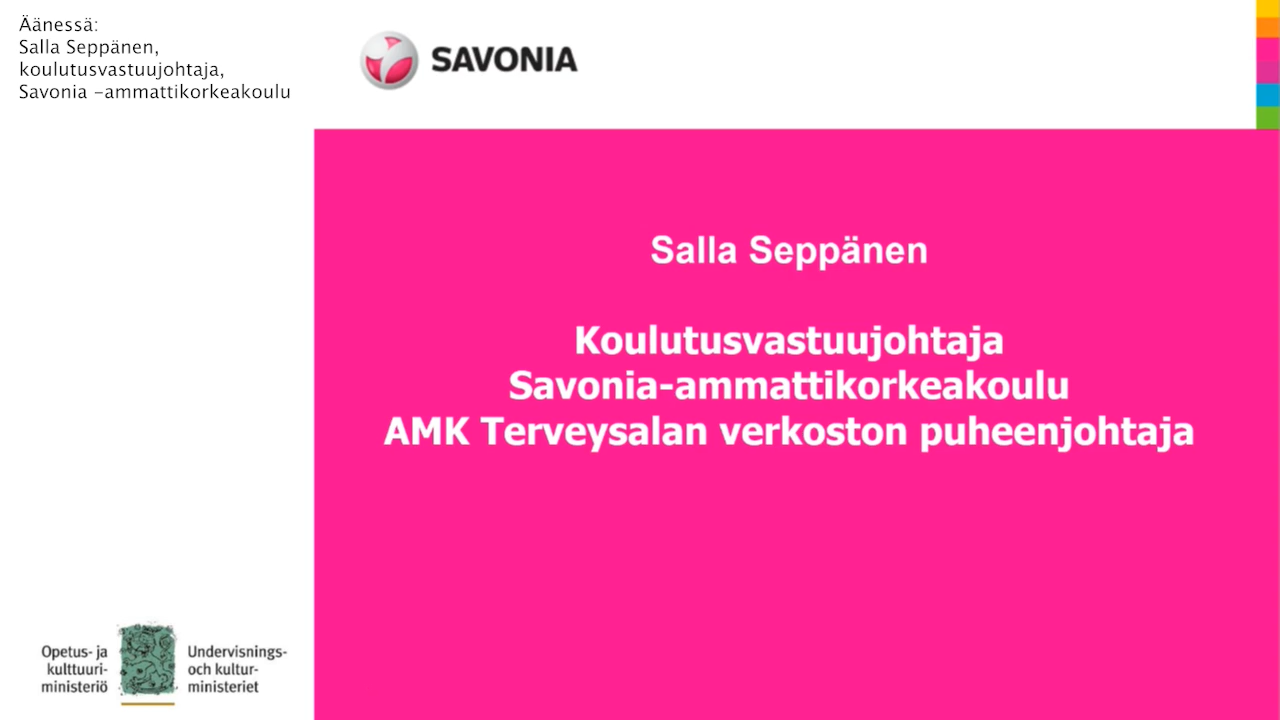 Äänessä:
Salla Seppänen,
koulutusvastuujohtaja,
Savonia -ammattikorkeakoulu
SAVONIA
Salla Seppänen
Koulutusvastuujohtaja
Savonia-ammattikorkeakoulu
AMK Terveysalan verkoston puheenjohtaja
Opetus- ja
kulttuuri-
ministeriö
Undervisnings-
och kultur-
ministeriet